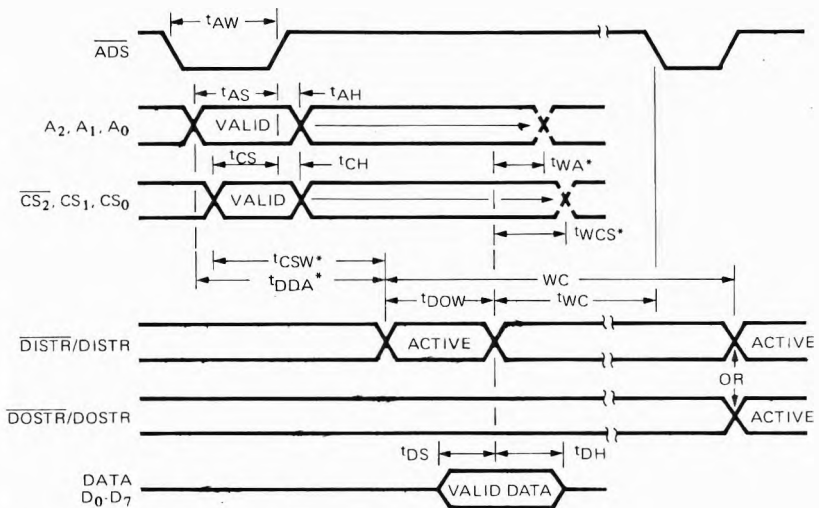 tAW
ADS
tAS tAH
A2, A1, A0 VALID
tCS tCH tWA*
CS2, CS1, CS0 VALID
tWCS*
tCSW*
tDDA* WC
tDOW tWC
DISTR/DISTR ACTIVE ACTIVE
OR
DOSTR/DOSTR ACTIVE
tDS tDH
DATA
D0-D7 VALID DATA